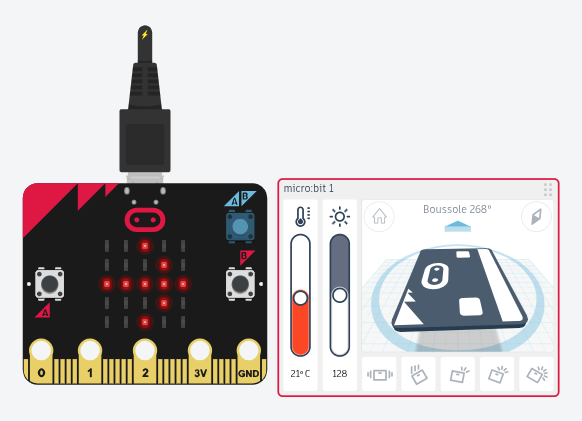 A B
B
A
0 1 2 3V GND
micro:bit 1
Boussole 268°
21°C
128